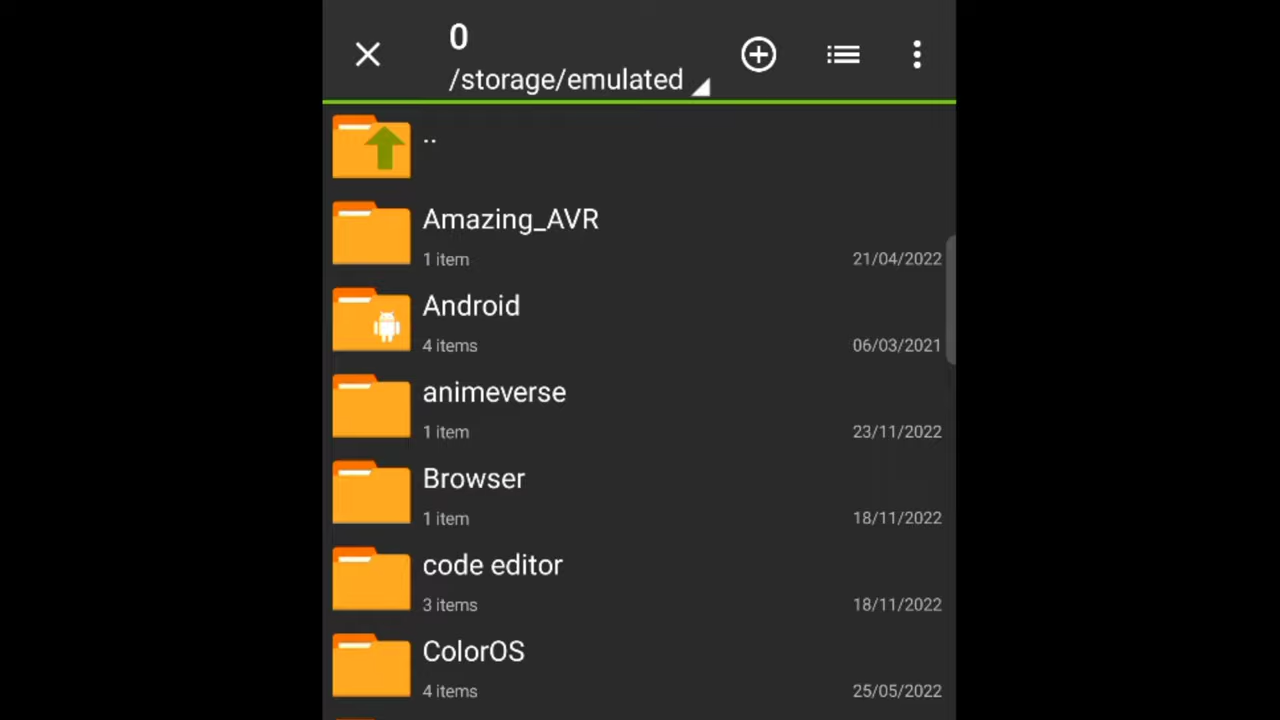 0
/storage/emulated
..
Amazing_AVR
1 item
21/04/2022
Android
4 items
06/03/2021
animeverse
1 item
23/11/2022
Browser
1 item
18/11/2022
code editor
3 items
18/11/2022
ColorOS
4 items
25/05/2022